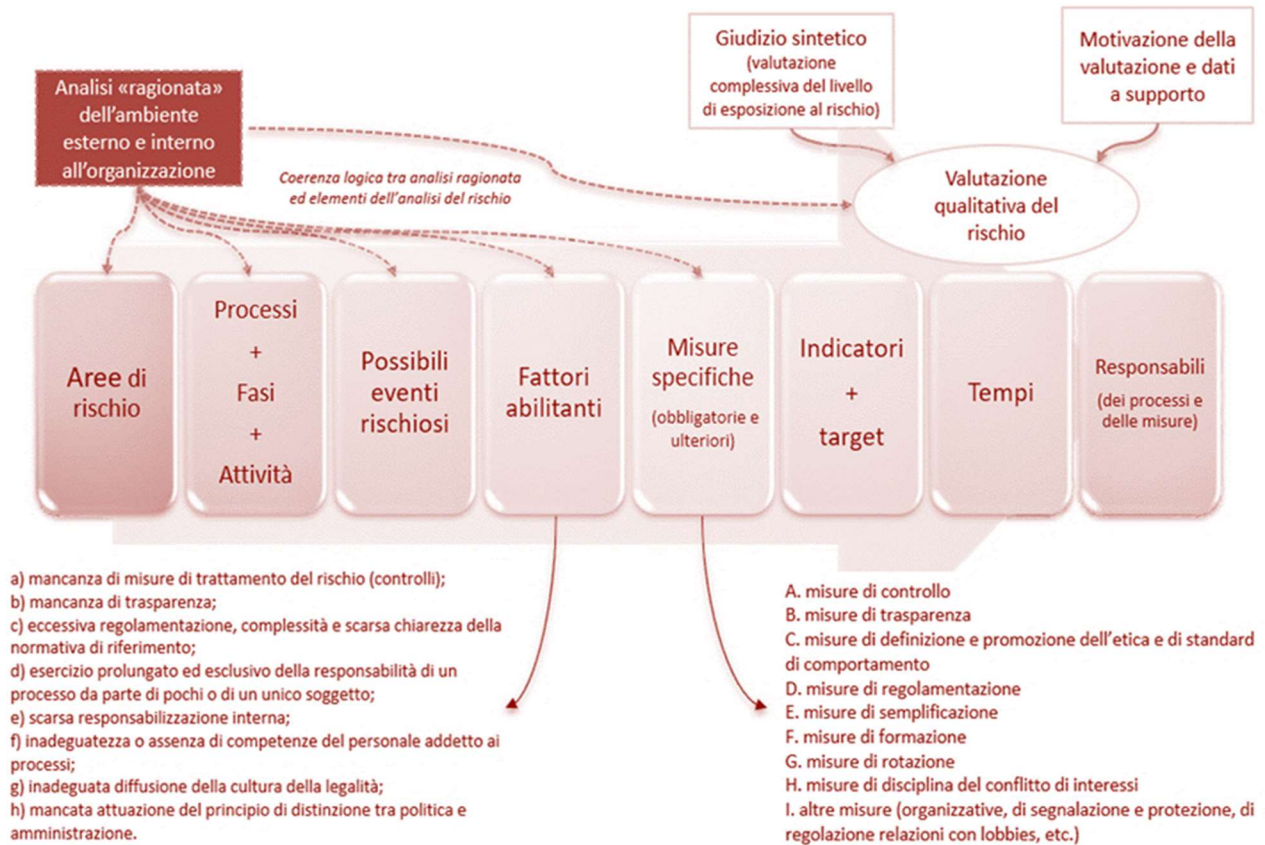 Analisi «ragionata»
dell'ambiente
esterno e interno
all'organizzazione
Giudizio sintetico
(valutazione
complessiva del livello
di esposizione al rischio)
Motivazione della
valutazione e dati
a supporto
Coerenza logica tra analisi ragionata
ed elementi dell'analisi del rischio
Valutazione
qualitativa del
rischio
Aree di
rischio
Processi
+
Fasi
+
Attività
Possibili
eventi
rischiosi
Fattori
abilitanti
Misure
specifiche
(obbligatorie e
ulteriori)
Indicatori
+
target
Tempi
Responsabili
(dei processi e
delle misure)
a) mancanza di misure di trattamento del rischio (controlli);
b) mancanza di trasparenza;
c) eccessiva regolamentazione, complessità e scarsa chiarezza della
normativa di riferimento;
d) esercizio prolungato ed esclusivo della responsabilità di un
processo da parte di pochi o di un unico soggetto;
e) scarsa responsabilizzazione interna;
f) inadeguatezza o assenza di competenze del personale addetto ai
processi;
g) inadeguata diffusione della cultura della legalità;
h) mancata attuazione del principio di distinzione tra politica e
amministrazione.
A. misure di controllo
B. misure di trasparenza
C. misure di definizione e promozione dell'etica e di standard
di comportamento
D. misure di regolamentazione
E. misure di semplificazione
F. misure di formazione
G. misure di rotazione
H. misure di disciplina del conflitto di interessi
I. altre misure (organizzative, di segnalazione e protezione, di
regolazione relazioni con lobbies, etc.)